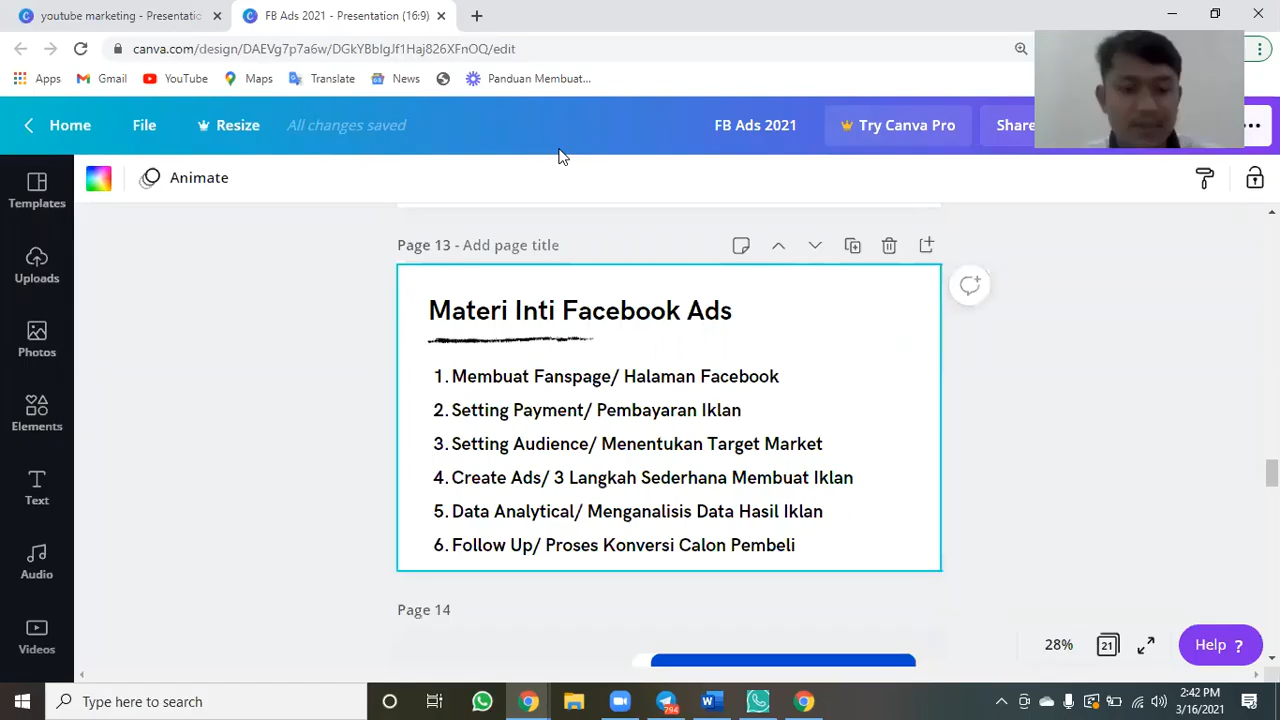 youtube marketing - Presentatio
FB Ads 2021 - Presentation (16:9)
canva.com/design/DAEVg7p7a6w/DGkYBbIgJf1Haj826XFnOQ/edit
Apps
Gmail
YouTube
Maps
Translate
News
Panduan Membuat...
Home
File
Resize
All changes saved
FB Ads 2021
Try Canva Pro
Share
Animate
Templates
Uploads
Photos
Elements
Text
Audio
Videos
Page 13 - Add page title
Materi Inti Facebook Ads
1. Membuat Fanspage/ Halaman Facebook
2. Setting Payment/ Pembayaran Iklan
3. Setting Audience/ Menentukan Target Market
4. Create Ads/ 3 Langkah Sederhana Membuat Iklan
5. Data Analytical/ Menganalisis Data Hasil Iklan
6. Follow Up/ Proses Konversi Calon Pembeli
Page 14
28%
21
Help ?
Type here to search
794
2:42 PM
3/16/2021